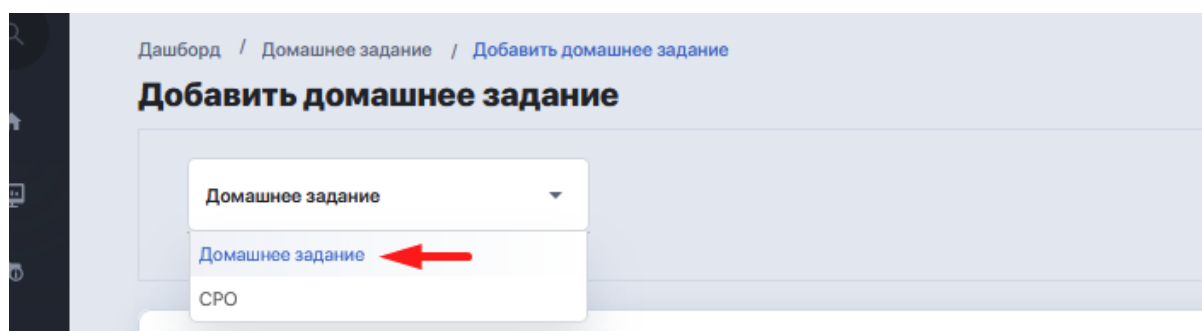 Дашборд / Домашнее задание / Добавить домашнее задание
Добавить домашнее задание
Домашнее задание
Домашнее задание
СРО